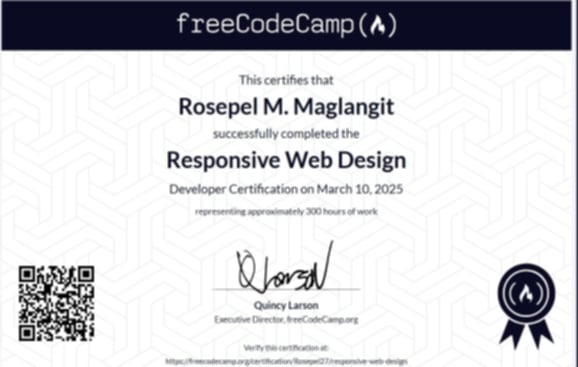 freeCodeCamp
This certifies that
Rosepel M. Maglangit
successfully completed the
Responsive Web Design
Developer Certification on March 10, 2025
representing approximately 300 hours of work
Q Larson
Quincy Larson
Executive Director, freeCodeCamp.org
Verify this certification at:
https://freecodecamp.org/certification/Rosepel27/responsive-web-design